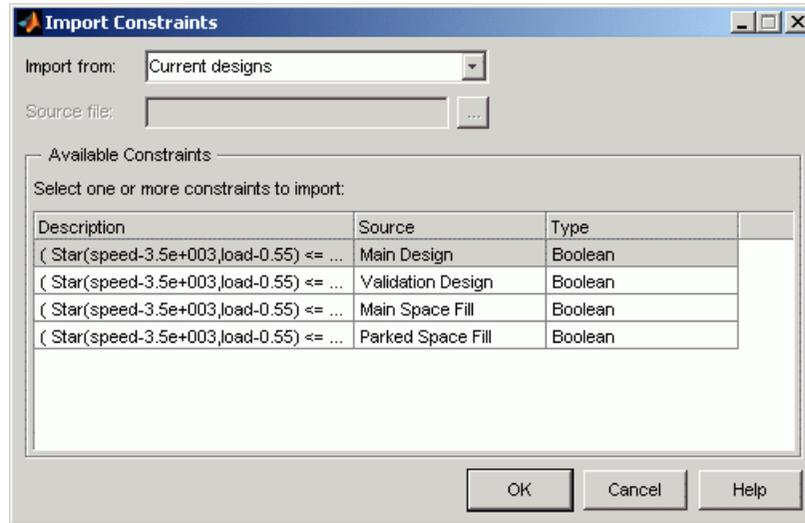 Import Constraints
Import from: Current designs
Source file: ...
Available Constraints
Select one or more constraints to import:
Description Source Type
( Star(speed-3.5e+003,load-0.55) <= ... Main Design Boolean
( Star(speed-3.5e+003,load-0.55) <= ... Validation Design Boolean
( Star(speed-3.5e+003,load-0.55) <= ... Main Space Fill Boolean
( Star(speed-3.5e+003,load-0.55) <= ... Parked Space Fill Boolean
OK Cancel Help